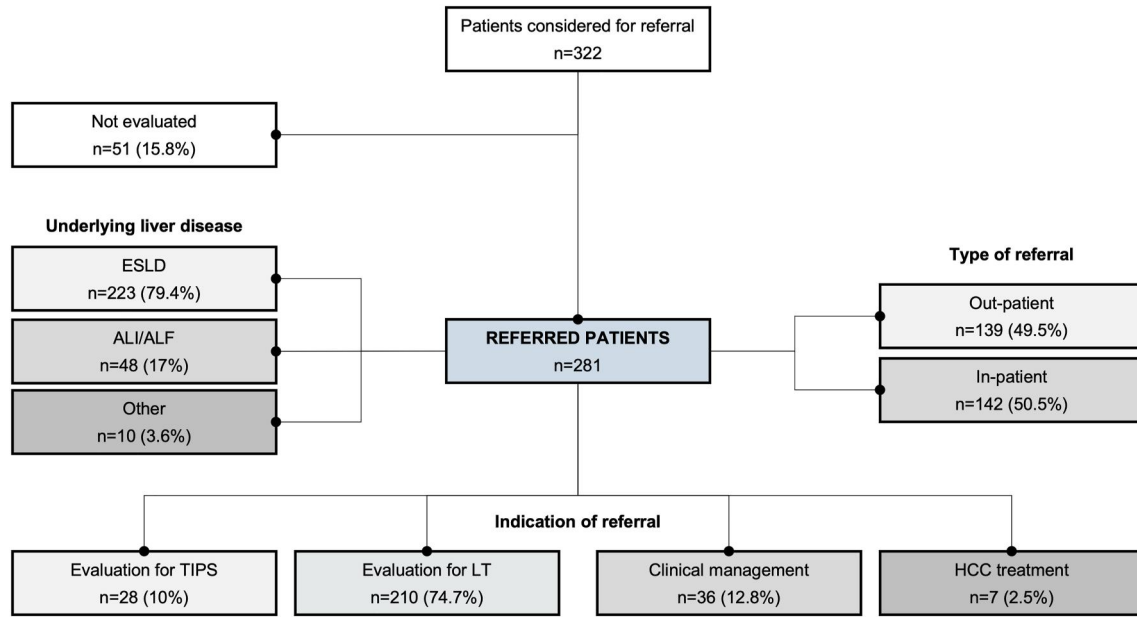 Patients considered for referral
n=322
Not evaluated
n=51 (15.8%)
Underlying liver disease
ESLD
n=223 (79.4%)
ALI/ALF
n=48 (17%)
Other
n=10 (3.6%)
REFERRED PATIENTS
n=281
Type of referral
Out-patient
n=139 (49.5%)
In-patient
n=142 (50.5%)
Indication of referral
Evaluation for TIPS
n=28 (10%)
Evaluation for LT
n=210 (74.7%)
Clinical management
n=36 (12.8%)
HCC treatment
n=7 (2.5%)